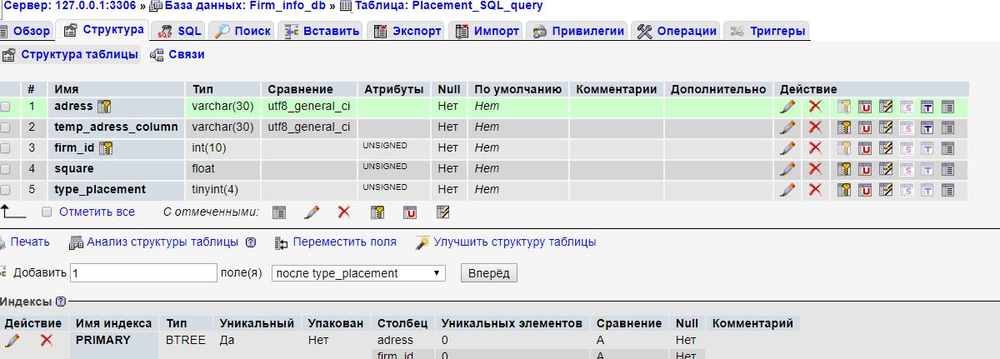 Сервер: 127.0.0.1:3306 » База данных: Firm_info_db » Таблица: Placement_SQL_query
Обзор Структура SQL Поиск Вставить Экспорт Импорт Привилегии Операции Триггеры
Структура таблицы Связи
# Имя Тип Сравнение Атрибуты Null По умолчанию Комментарии Дополнительно Действие
1 adress varchar(30) utf8_general_ci Нет Нет
2 temp_adress_column varchar(30) utf8_general_ci Нет Нет
3 firm_id int(10) UNSIGNED Нет Нет
4 square float UNSIGNED Нет Нет
5 type_placement tinyint(4) UNSIGNED Нет Нет
Отметить все С отмеченными:
Печать Анализ структуры таблицы Переместить поля Улучшить структуру таблицы
Добавить 1 поле(я) после type_placement Вперёд
Индексы
Действие Имя индекса Тип Уникальный Упакован Столбец Уникальных элементов Сравнение Null Комментарий
PRIMARY BTREE Да Нет adress 0 A Нет
firm_id 0 A Нет